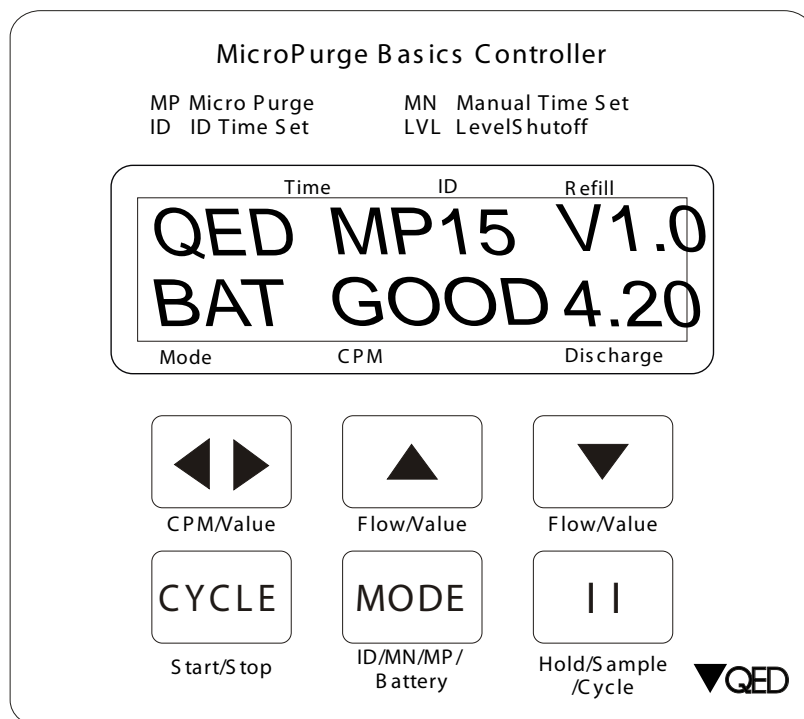 MicroPurge Basics Controller
MP Micro Purge MN Manual Time Set
ID ID Time Set LVL LevelShutoff
Time ID Refill
QED MP15 V1.0
BAT GOOD 4.20
Mode CPM Discharge
CPM/Value Flow/Value Flow/Value
CYCLE MODE II
Start/Stop ID/MN/MP/ Hold/Sample
Battery /Cycle
QED